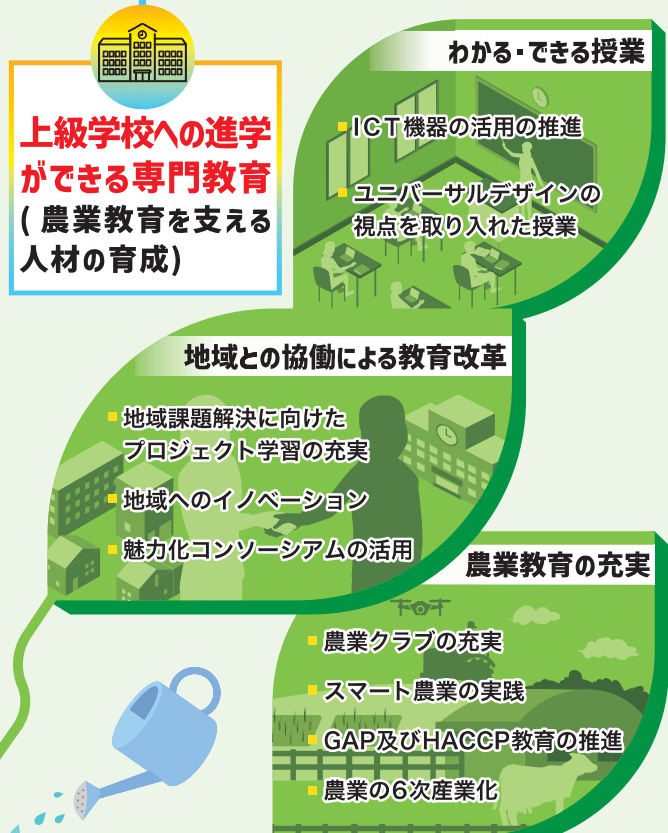 上級学校への進学
ができる専門教育
(農業教育を支える
人材の育成)
わかる・できる授業
ICT機器の活用の推進
ユニバーサルデザインの
視点を取り入れた授業
地域との協働による教育改革
地域課題解決に向けた
プロジェクト学習の充実
地域へのイノベーション
魅力化コンソーシアムの活用
農業教育の充実
農業クラブの充実
スマート農業の実践
GAP及びHACCP教育の推進
農業の6次産業化